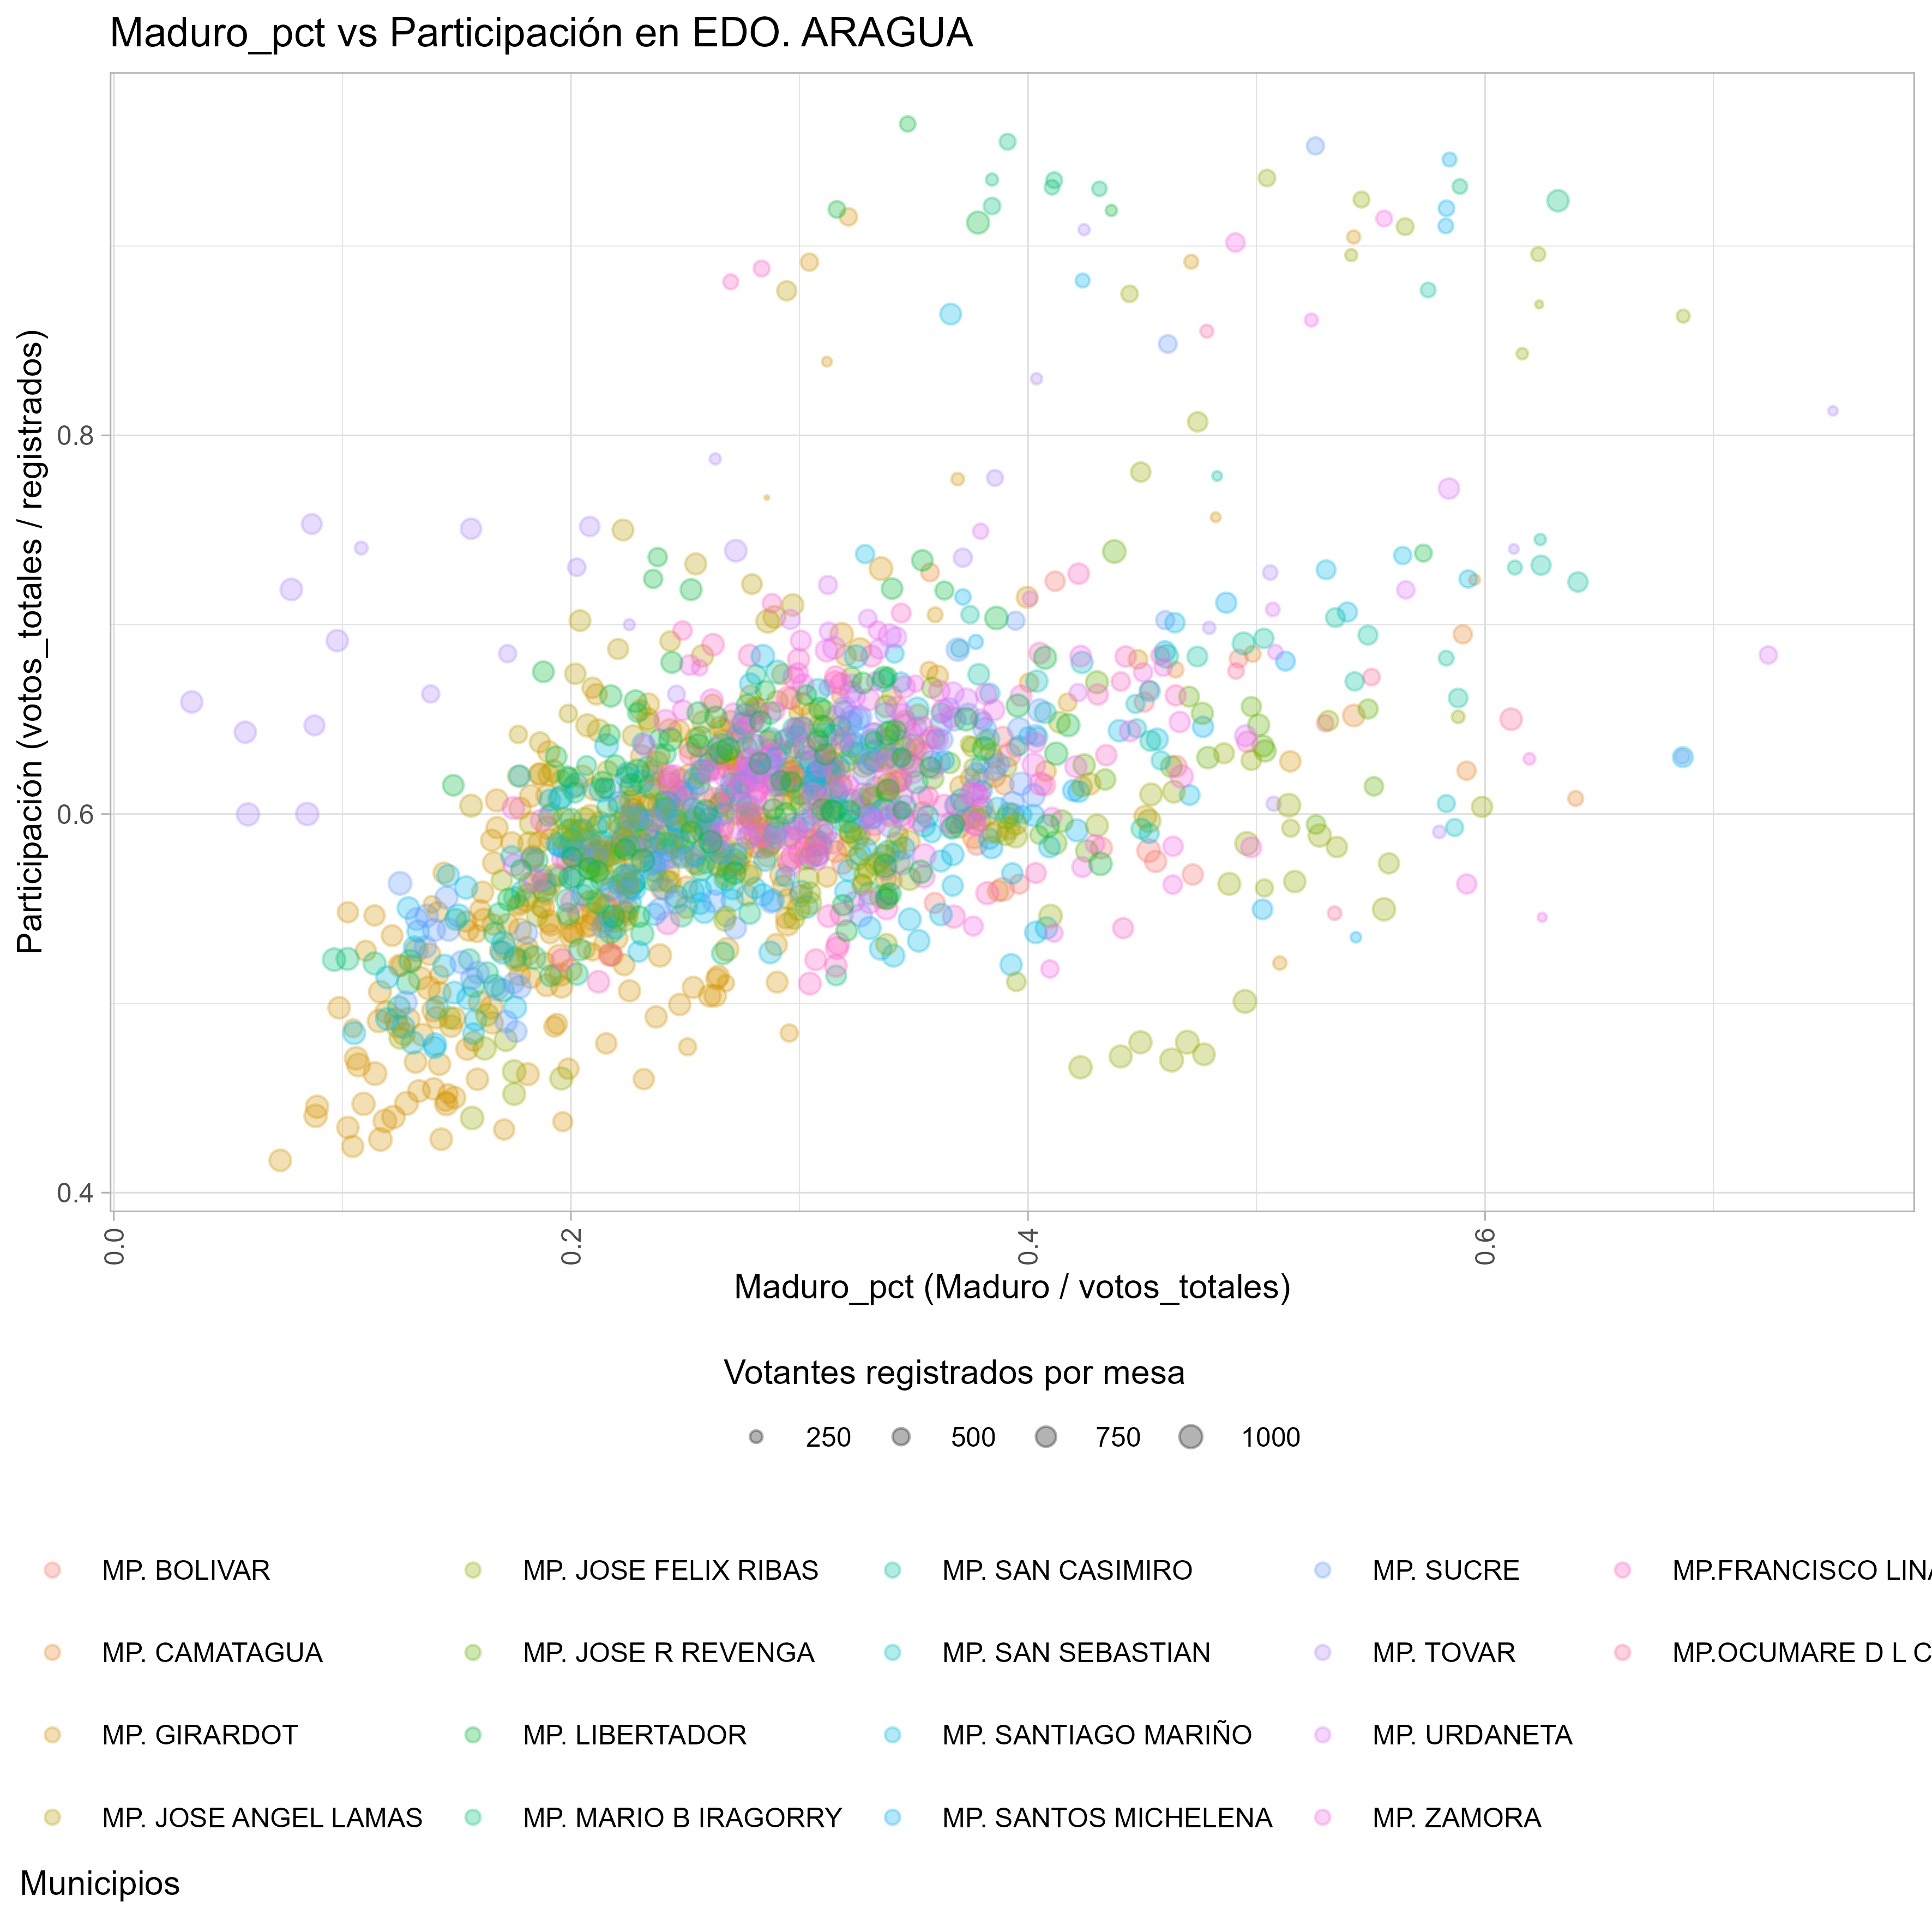 Maduro_pct vs Participación en EDO. ARAGUA
Participación (votos_totales / registrados)
0.8
0.6
0.4
0.0
0.2
0.4
0.6
Maduro_pct (Maduro / votos_totales)
Votantes registrados por mesa
250
500
750
1000
MP. BOLIVAR
MP. CAMATAGUA
MP. GIRARDOT
MP. JOSE ANGEL LAMAS
MP. JOSE FELIX RIBAS
MP. JOSE R REVENGA
MP. LIBERTADOR
MP. MARIO B IRAGORRY
MP. SAN CASIMIRO
MP. SAN SEBASTIAN
MP. SANTIAGO MARIÑO
MP. SANTOS MICHELENA
MP. SUCRE
MP. TOVAR
MP. URDANETA
MP. ZAMORA
MP.FRANCISCO
MP.OCUMARE D L
Municipios